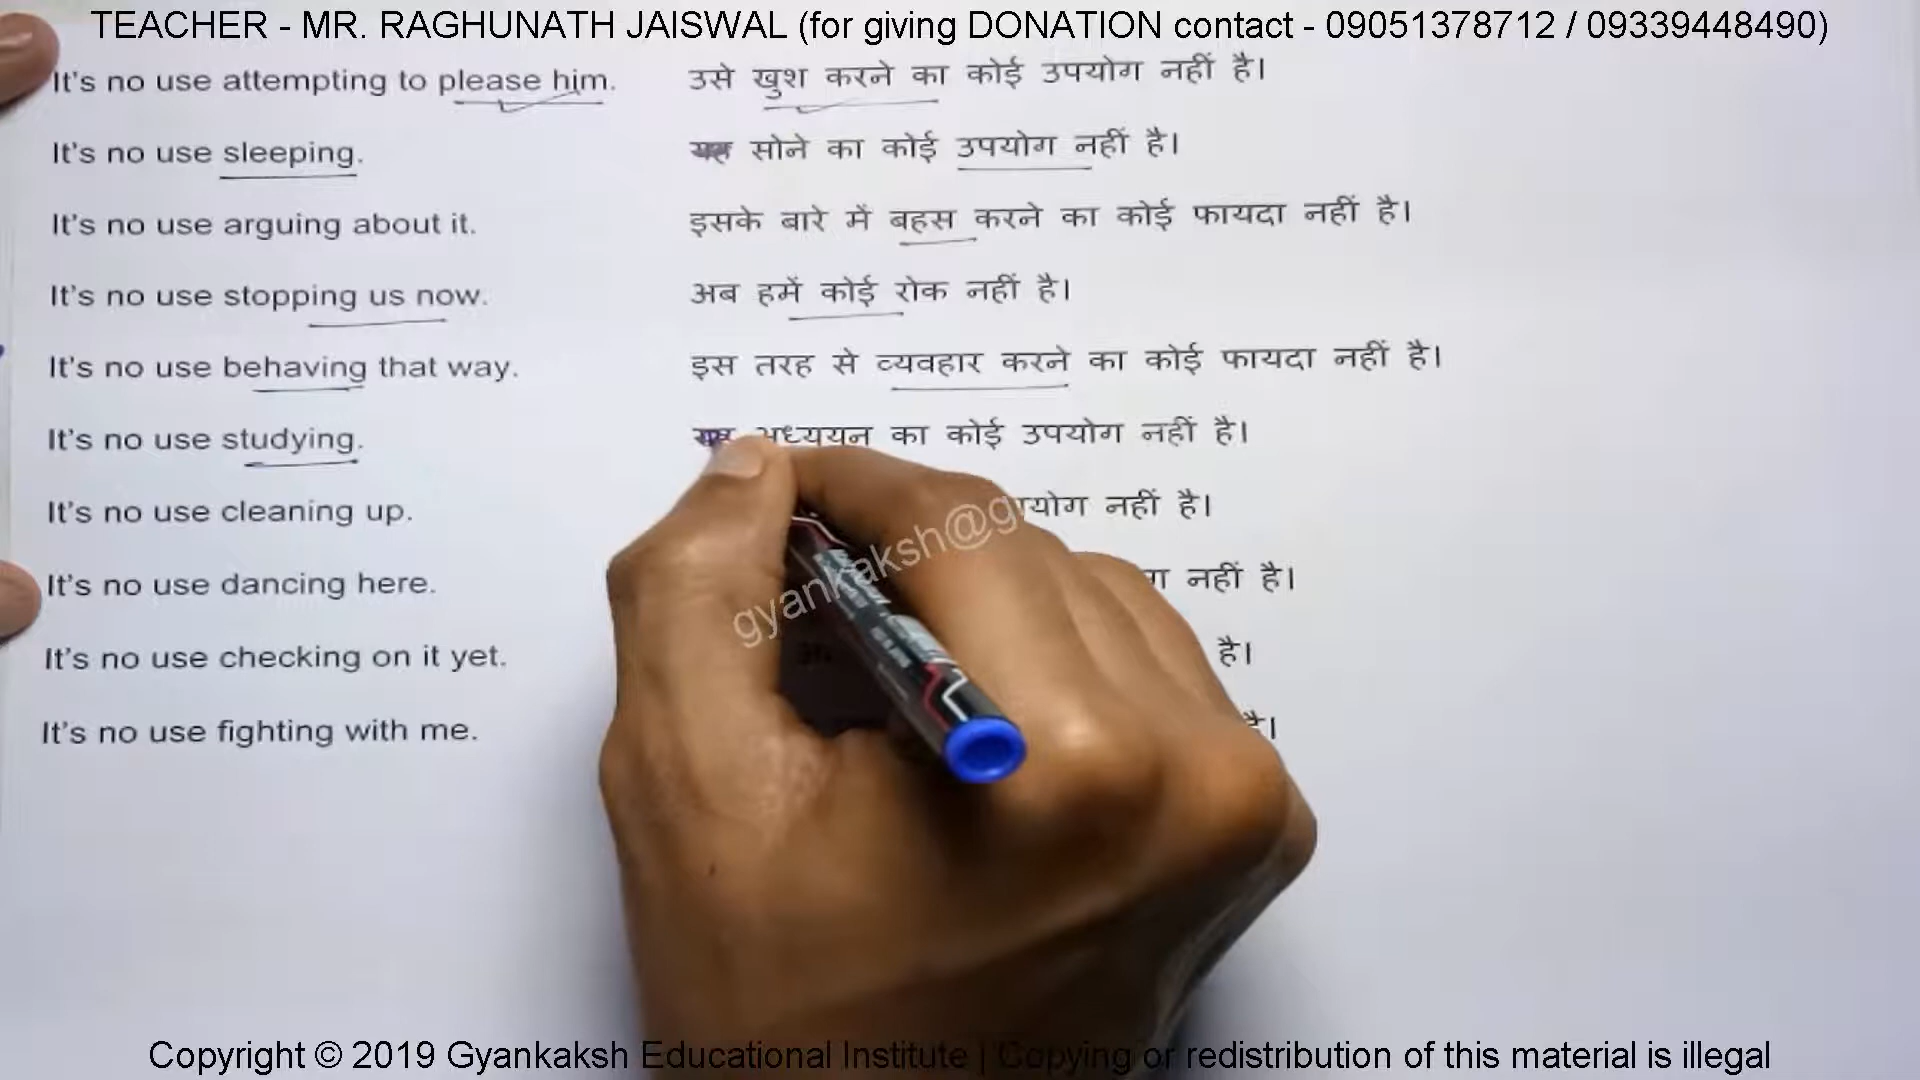 TEACHER - MR. RAGHUNATH JAISWAL (for giving DONATION contact - 09051378712 / 09339448490)
It's no use attempting to please him. उसे खुश करने का कोई उपयोग नहीं है।
It's no use sleeping. सोने का कोई उपयोग नहीं है।
It's no use arguing about it. इसके बारे में बहस करने का कोई फायदा नहीं है।
It's no use stopping us now. अब हमें कोई रोक नहीं है।
It's no use behaving that way. इस तरह से व्यवहार करने का कोई फायदा नहीं है।
It's no use studying. अध्ययन का कोई उपयोग नहीं है।
It's no use cleaning up. नहीं है।
It's no use dancing here. नहीं है।
It's no use checking on it yet. है।
It's no use fighting with me. है।
gyankaksh@g
Copyright © 2019 Gyankaksh Educational Institute | Copying or redistribution of this material is illegal